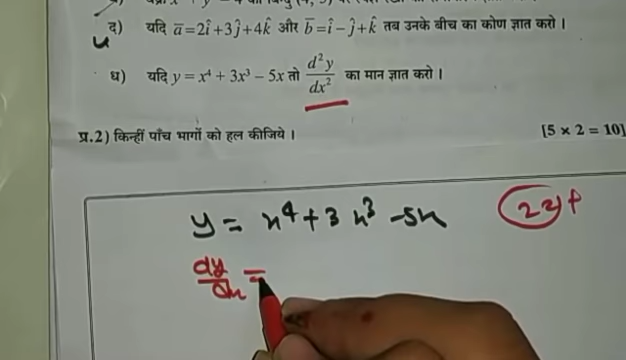 द) यदि a̅=2î+3ĵ+4k̂ और b̅=î−ĵ+k̂ तब उनके बीच का कोण ज्ञात करो ।
ध) यदि y = x⁴ + 3x³ − 5x तो d²y/dx² का मान ज्ञात करो ।
प्र.2) किन्हीं पाँच भागों को हल कीजिये । [5 × 2 = 10]
y = x⁴ + 3x³ − 5x
dy/dx =